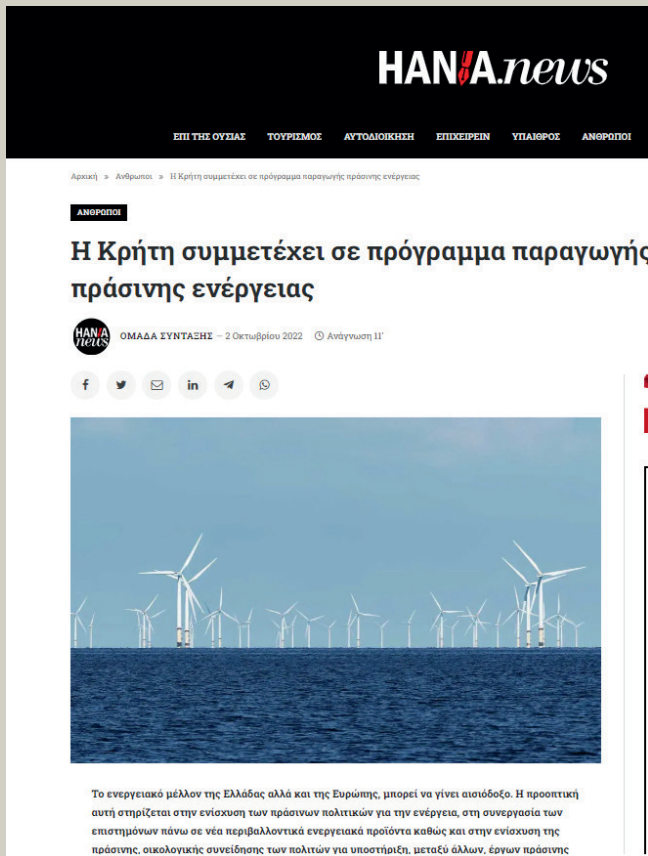 HANIA.news
ΕΠΙ ΤΗΣ ΟΥΣΙΑΣ ΤΟΥΡΙΣΜΟΣ ΑΥΤΟΔΙΟΙΚΗΣΗ ΕΠΙΧΕΙΡΕΙΝ ΥΠΑΙΘΡΟΣ ΑΝΘΡΩΠΟΙ
Αρχική » Ανθρωποι » Η Κρήτη συμμετέχει σε πρόγραμμα παραγωγής πράσινης ενέργειας
ΑΝΘΡΩΠΟΙ
Η Κρήτη συμμετέχει σε πρόγραμμα παραγωγής
πράσινης ενέργειας
HANIA news
ΟΜΑΔΑ ΣΥΝΤΑΞΗΣ – 2 Οκτωβρίου 2022 Ανάγνωση 11'
Το ενεργειακό μέλλον της Ελλάδας αλλά και της Ευρώπης, μπορεί να γίνει αισιόδοξο. Η προοπτική
αυτή στηρίζεται στην ενίσχυση των πράσινων πολιτικών για την ενέργεια, στη συνεργασία των
επιστημόνων πάνω σε νέα περιβαλλοντικά ενεργειακά προϊόντα καθώς και στην ενίσχυση της
πράσινης, οικολογικής συνείδησης των πολιτών για υποστήριξη, μεταξύ άλλων, έργων πράσινης